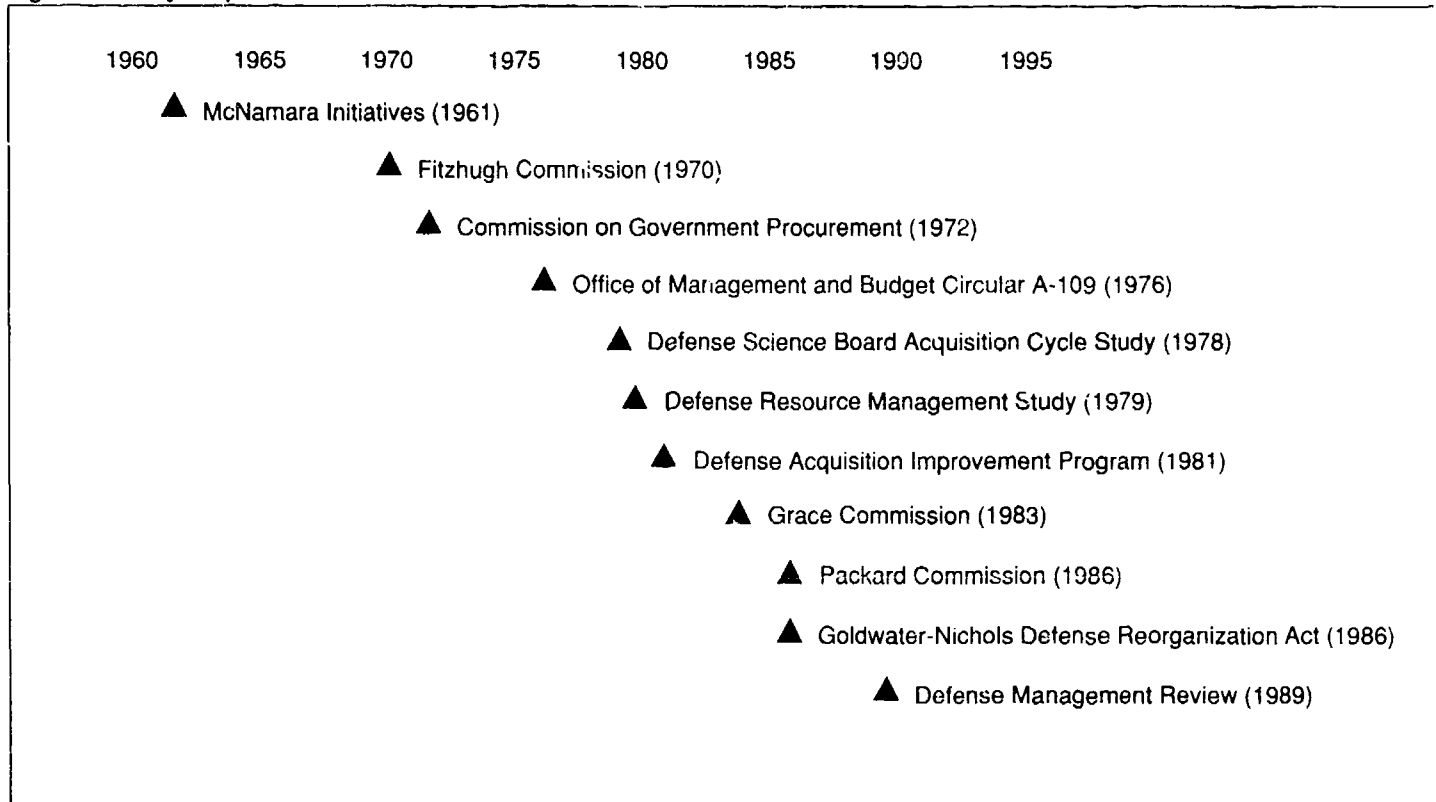 1960 1965 1970 1975 1980 1985 1990 1995
McNamara Initiatives (1961)
Fitzhugh Commission (1970)
Commission on Government Procurement (1972)
Office of Management and Budget Circular A-109 (1976)
Defense Science Board Acquisition Cycle Study (1978)
Defense Resource Management Study (1979)
Defense Acquisition Improvement Program (1981)
Grace Commission (1983)
Packard Commission (1986)
Goldwater-Nichols Defense Reorganization Act (1986)
Defense Management Review (1989)